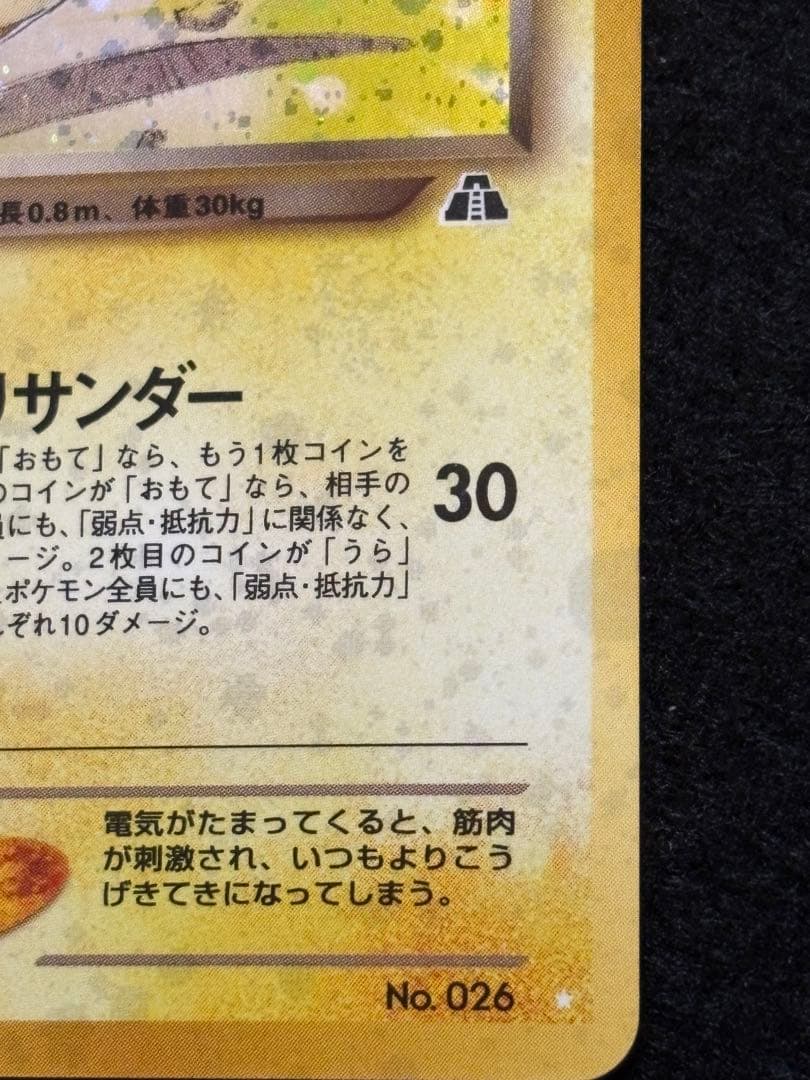 長0.8m、体重30kg
リサンダー
「おもて」なら、もう1枚コインを
のコインが「おもて」なら、相手の
員にも、「弱点・抵抗力」に関係なく、
ージ。2枚目のコインが「うら」
ポケモン全員にも、「弱点・抵抗力」
ぞれ10ダメージ。
30
電気がたまってくると、筋肉
が刺激され、いつもよりこう
げきてきになってしまう。
No. 026